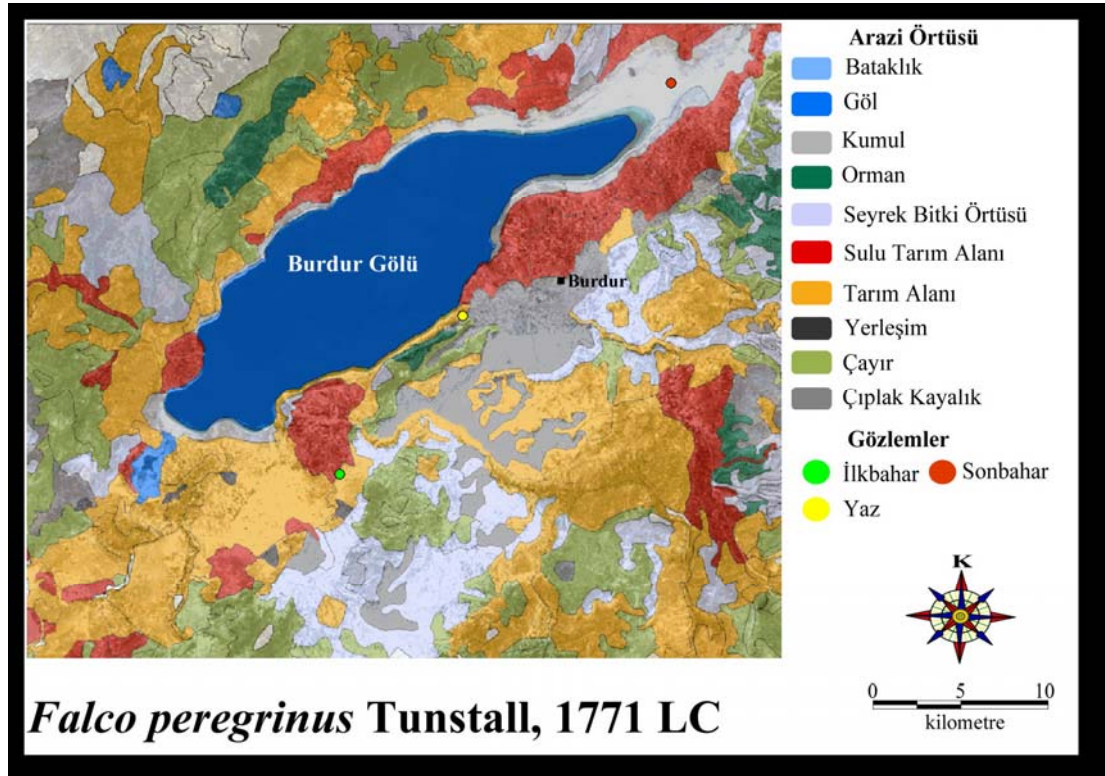 Arazi Örtüsü
Bataklık
Göl
Kumul
Orman
Seyrek Bitki Örtüsü
Sulu Tarım Alanı
Tarım Alanı
Yerleşim
Çayır
Çıplak Kayalık
Gözlemler
İlkbahar Sonbahar
Yaz
Burdur Gölü
Burdur
K
0 5 10
kilometre
Falco peregrinus Tunstall, 1771 LC